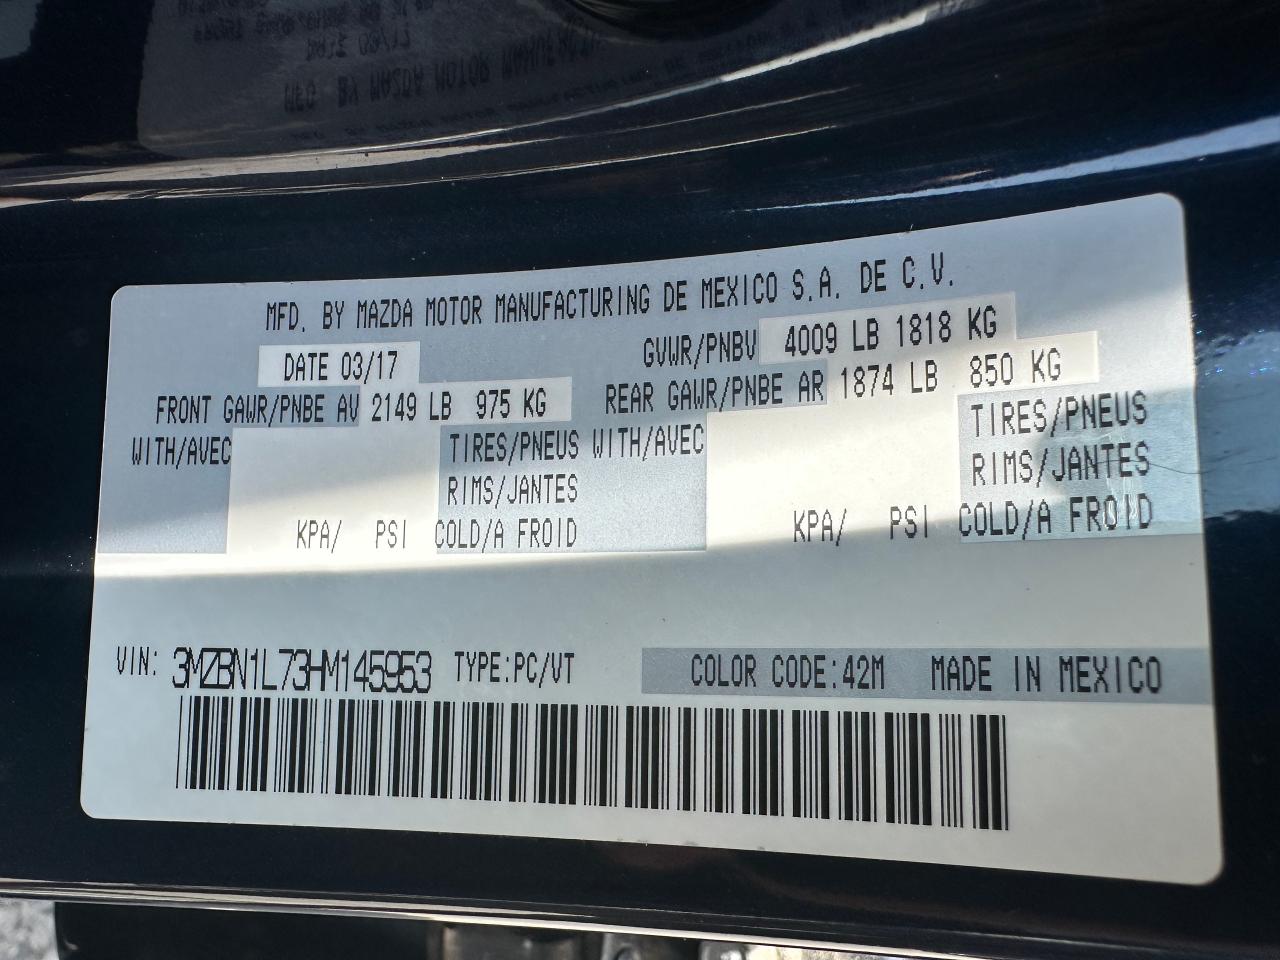 MFD. BY MAZDA MOTOR MANUFACTURING DE MEXICO S.A. DE C.V.
DATE 03/17 GVWR/PNBV 4009 LB 1818 KG
FRONT GAWR/PNBE AV 2149 LB 975 KG REAR GAWR/PNBE AR 1874 LB 850 KG
WITH/AVEC TIRES/PNEUS WITH/AVEC TIRES/PNEUS
RIMS/JANTES RIMS/JANTES
KPA/ PSI COLD/A FROID KPA/ PSI COLD/A FROID
VIN: 3MZBN1L73HM145953 TYPE:PC/VT COLOR CODE:42M MADE IN MEXICO